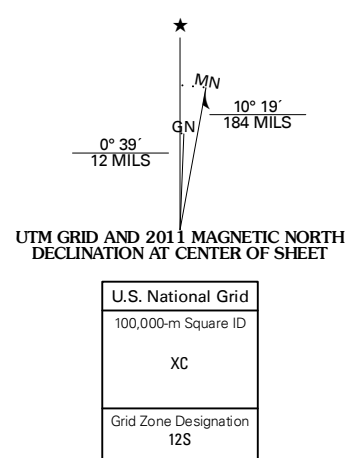 ★
MN
GN
10° 19´
184 MILS
0° 39´
12 MILS
UTM GRID AND 2011 MAGNETIC NORTH
DECLINATION AT CENTER OF SHEET
U.S. National Grid
100,000-m Square ID
XC
Grid Zone Designation
12S